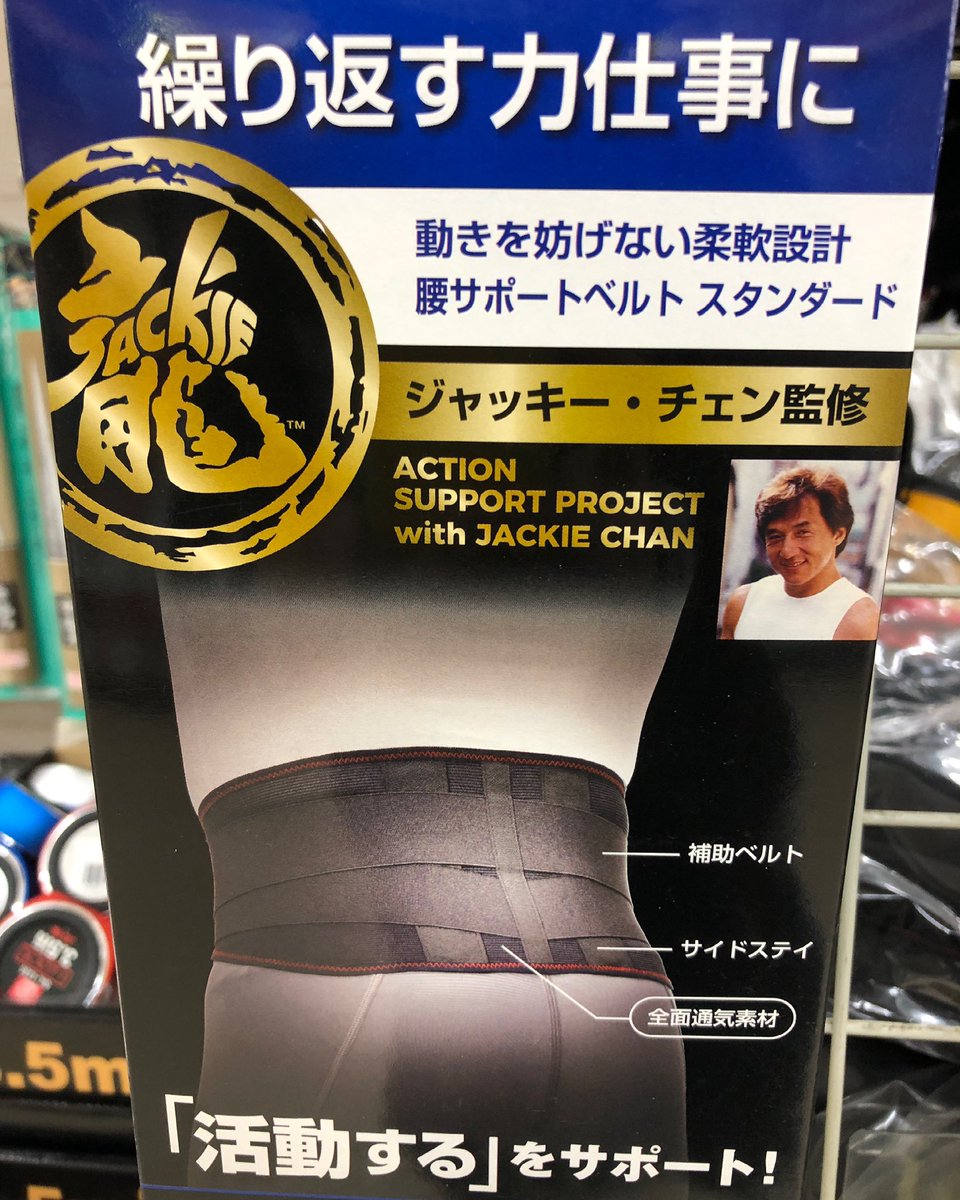 繰り返す力仕事に
動きを妨げない柔軟設計
腰サポートベルト スタンダード
龍
JACKIE
TM
ジャッキー・チェン監修
ACTION
SUPPORT PROJECT
with JACKIE CHAN
補助ベルト
サイドステイ
全面通気素材
.5m
「活動する」をサポート!